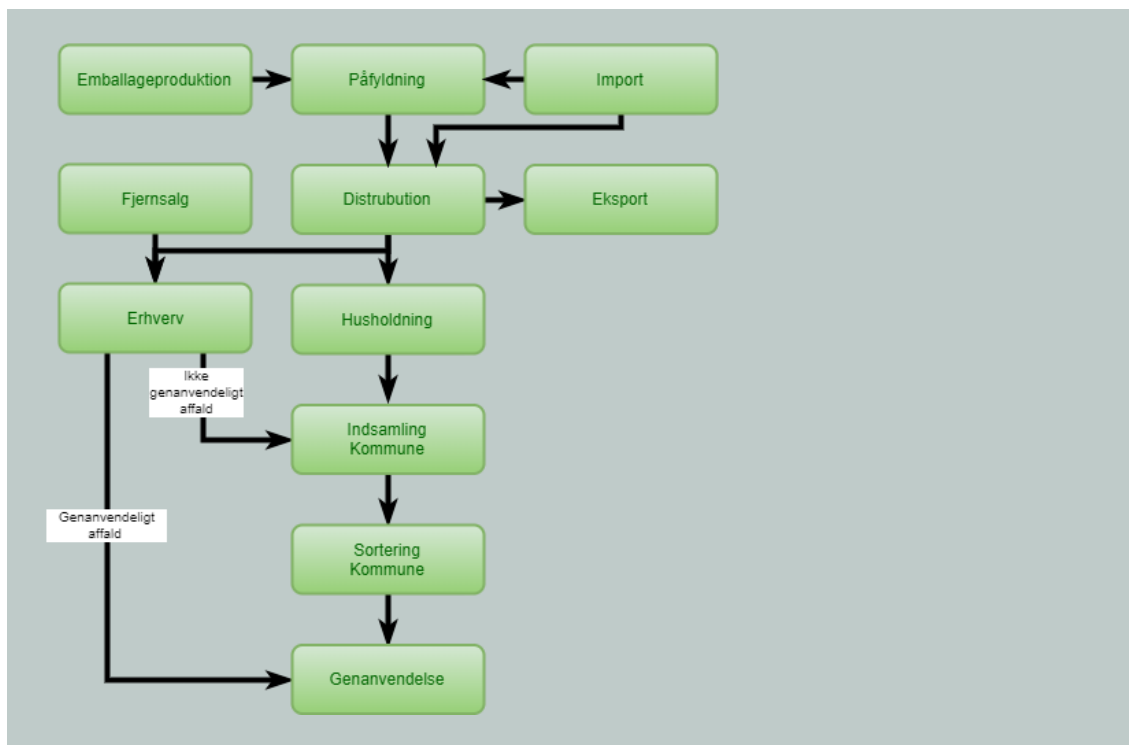 Emballageproduktion
Påfyldning
Import
Fjernsalg
Distrubution
Eksport
Erhverv
Husholdning
Ikke
genanvendeligt
affald
Indsamling
Kommune
Genanvendeligt
affald
Sortering
Kommune
Genanvendelse